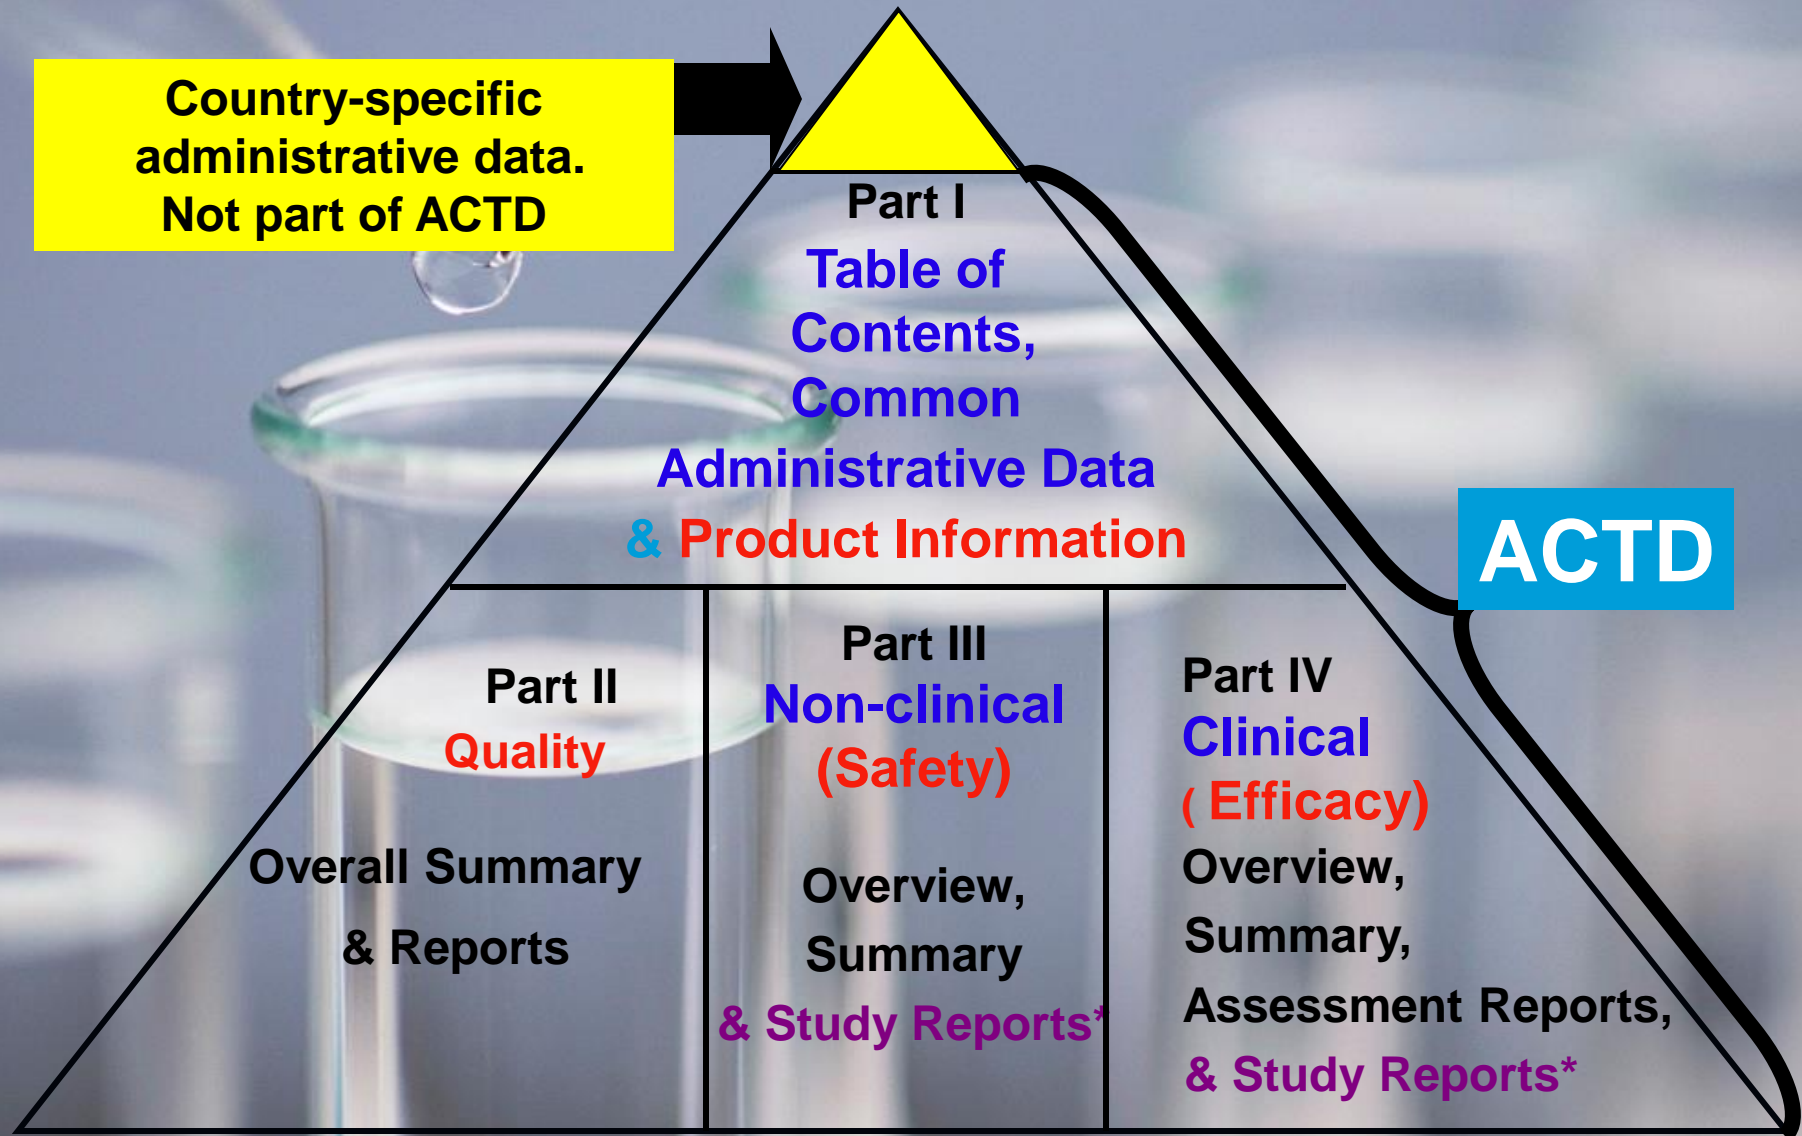 Country-specific
administrative data.
Not part of ACTD
Part I
Table of
Contents,
Common
Administrative Data
& Product Information
ACTD
Part II
Quality
Overall Summary
& Reports
Part III
Non-clinical
(Safety)
Overview,
Summary
& Study Reports*
Part IV
Clinical
( Efficacy)
Overview,
Summary,
Assessment Reports,
& Study Reports*